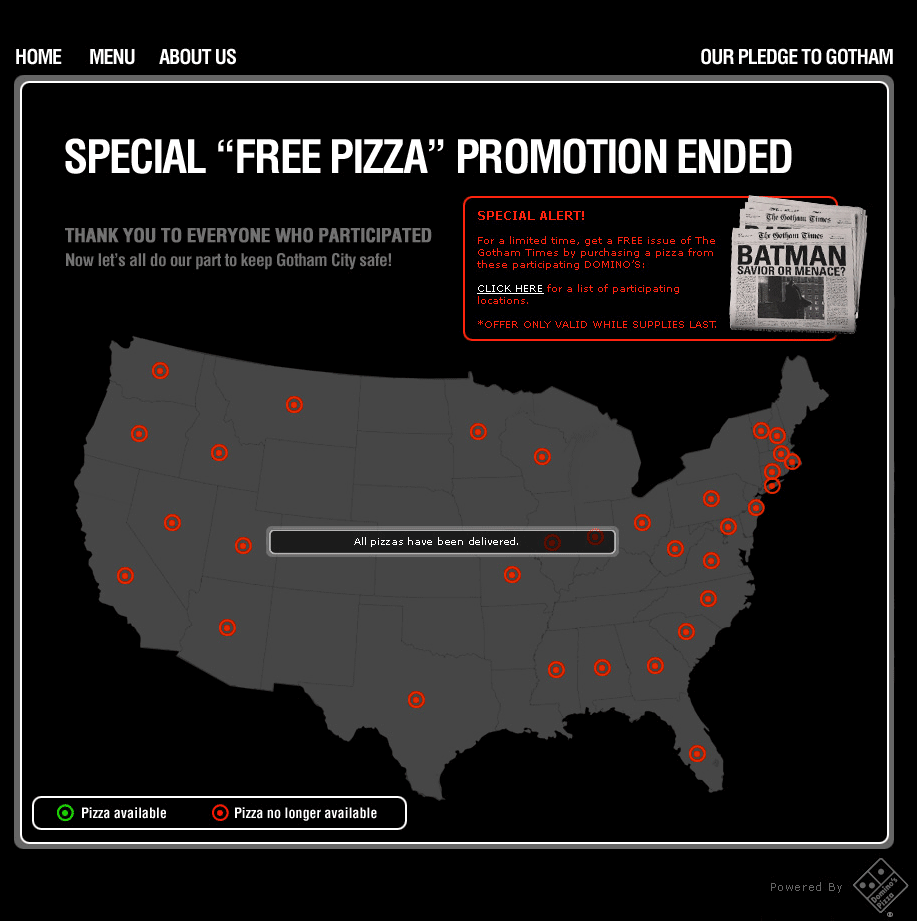 HOME MENU ABOUT US OUR PLEDGE TO GOTHAM
SPECIAL “FREE PIZZA” PROMOTION ENDED
THANK YOU TO EVERYONE WHO PARTICIPATED
Now let's all do our part to keep Gotham City safe!
SPECIAL ALERT!
For a limited time, get a FREE issue of The
Gotham Times by purchasing a pizza from
these participating DOMINO'S:
CLICK HERE for a list of participating
locations.
*OFFER ONLY VALID WHILE SUPPLIES LAST.
The Gotham Times
The Gotham Times
BATMAN
SAVIOR OR MENACE?
All pizzas have been delivered.
Pizza available
Pizza no longer available
Powered By
Domino's
Pizza
®